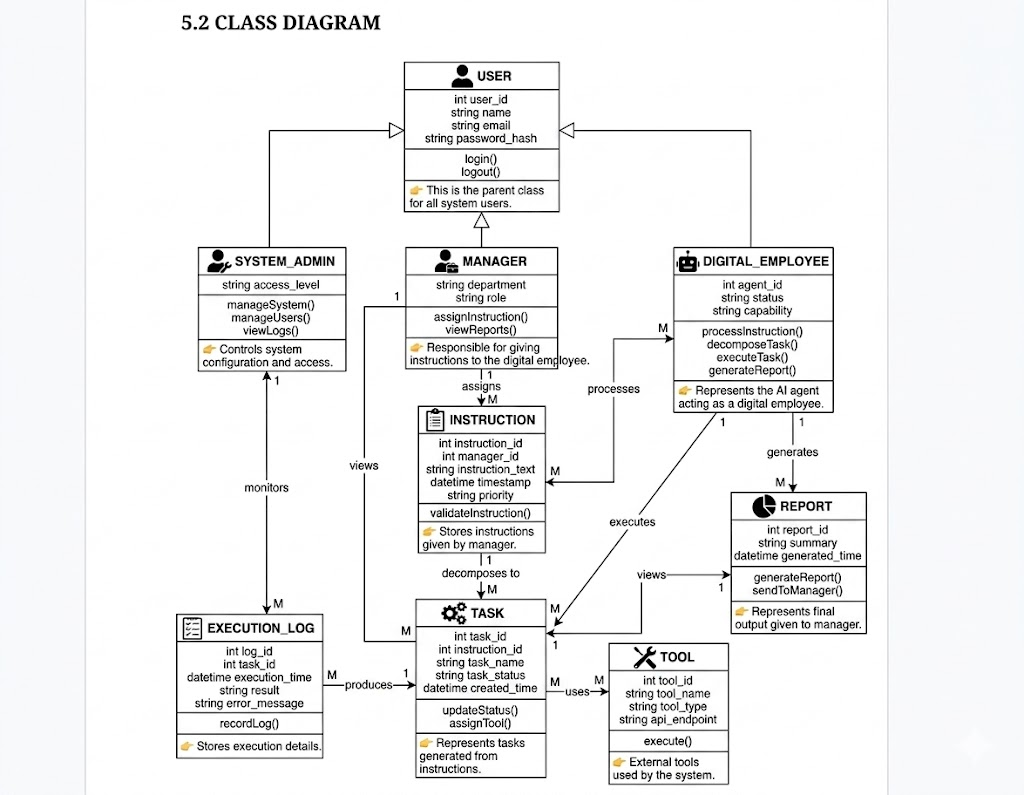 5.2 CLASS DIAGRAM
USER
int user_id
string name
string email
string password_hash
login()
logout()
👉 This is the parent class
for all system users.
SYSTEM_ADMIN
string access_level
manageSystem()
manageUsers()
viewLogs()
👉 Controls system
configuration and access.
MANAGER
string department
string role
assignInstruction()
viewReports()
👉 Responsible for giving
instructions to the digital employee.
DIGITAL_EMPLOYEE
int agent_id
string status
string capability
processInstruction()
decomposeTask()
executeTask()
generateReport()
👉 Represents the AI agent
acting as a digital employee.
1
1
assigns
M
M
processes
M
1
1
1
generates
M
views
monitors
executes
INSTRUCTION
int instruction_id
int manager_id
string instruction_text
datetime timestamp
string priority
validateInstruction()
👉 Stores instructions
given by manager.
1
decomposes to
M
REPORT
int report_id
string summary
datetime generated_time
generateReport()
sendToManager()
👉 Represents final
output given to manager.
views
1
M
1
M
M
EXECUTION_LOG
int log_id
int task_id
datetime execution_time
string result
string error_message
recordLog()
👉 Stores execution details.
M
produces
1
TASK
int task_id
int instruction_id
string task_name
string task_status
datetime created_time
updateStatus()
assignTool()
👉 Represents tasks
generated from
instructions.
M
uses
M
TOOL
int tool_id
string tool_name
string tool_type
string api_endpoint
execute()
👉 External tools
used by the system.